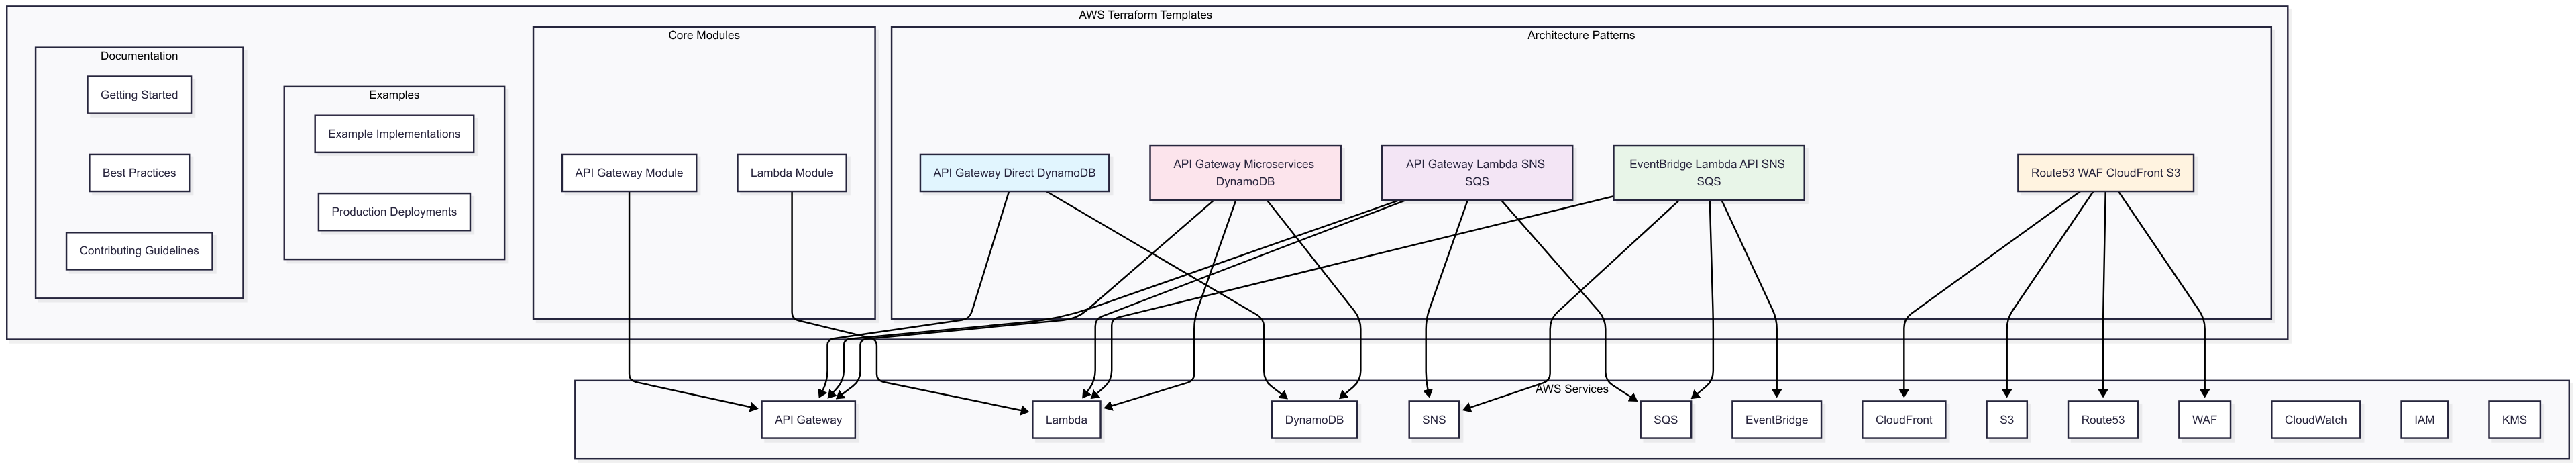 AWS Terraform Templates
Documentation
Getting Started
Best Practices
Contributing Guidelines
Examples
Example Implementations
Production Deployments
Core Modules
API Gateway Module
Lambda Module
Architecture Patterns
API Gateway Direct DynamoDB
API Gateway Microservices
DynamoDB
API Gateway Lambda SNS
SQS
EventBridge Lambda API SNS
SQS
Route53 WAF CloudFront S3
AWS Services
API Gateway
Lambda
DynamoDB
SNS
SQS
EventBridge
CloudFront
S3
Route53
WAF
CloudWatch
IAM
KMS